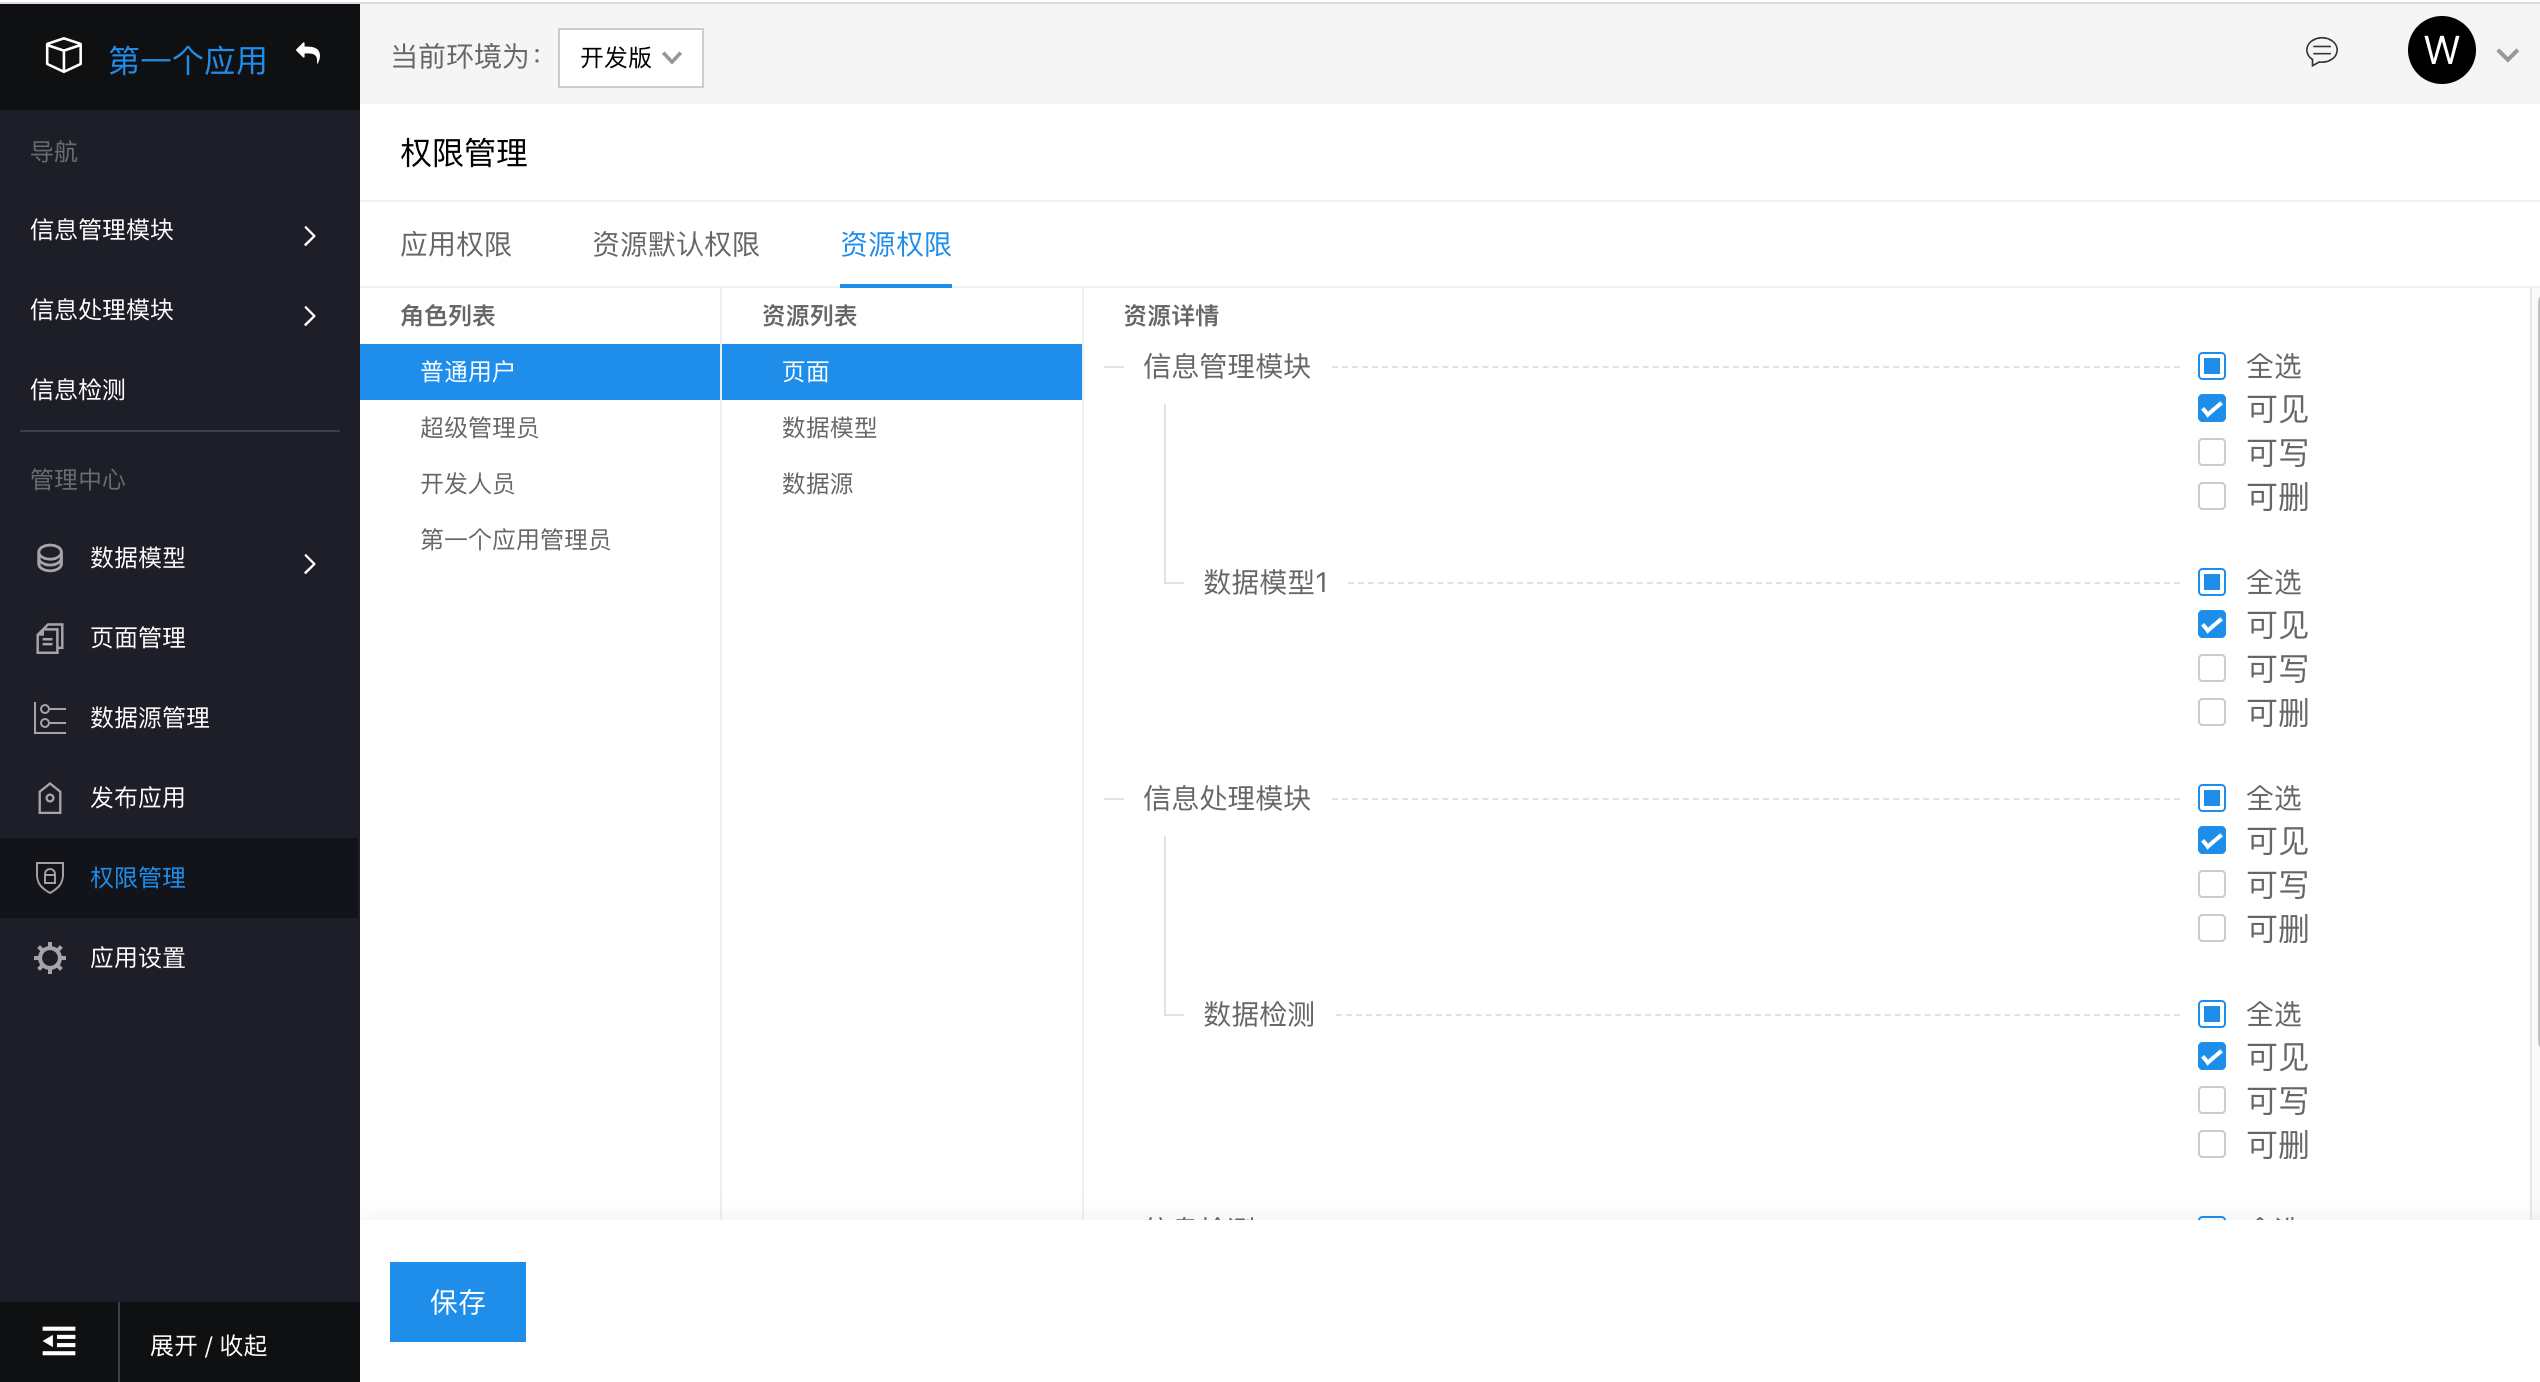 第一个应用
当前环境为：
开发版
W
导航
信息管理模块
信息处理模块
信息检测
管理中心
数据模型
页面管理
数据源管理
发布应用
权限管理
应用设置
展开 / 收起
权限管理
应用权限
资源默认权限
资源权限
角色列表
普通用户
超级管理员
开发人员
第一个应用管理员
资源列表
页面
数据模型
数据源
资源详情
信息管理模块
全选
可见
可写
可删
数据模型1
全选
可见
可写
可删
信息处理模块
全选
可见
可写
可删
数据检测
全选
可见
可写
可删
保存